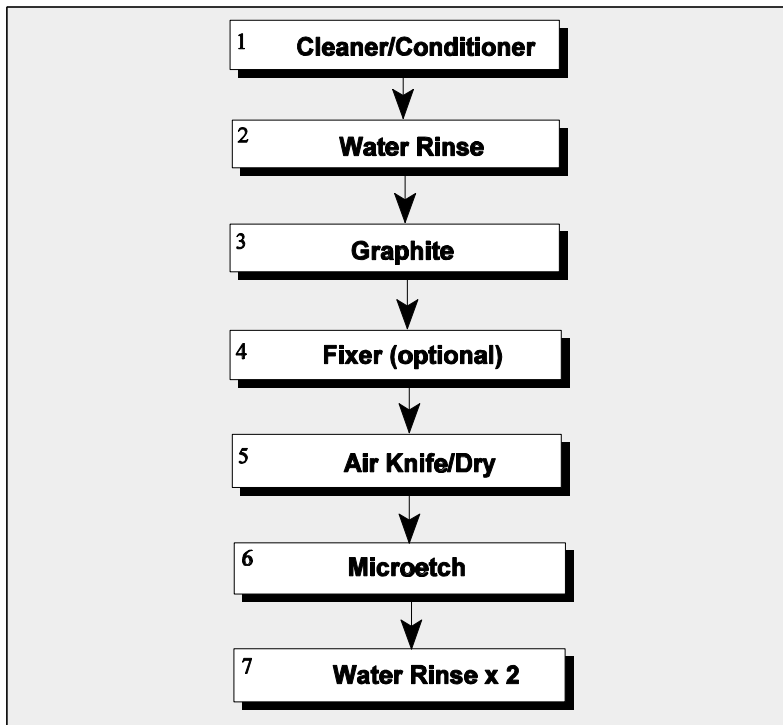 1 Cleaner/Conditioner
2 Water Rinse
3 Graphite
4 Fixer (optional)
5 Air Knife/Dry
6 Microetch
7 Water Rinse x 2